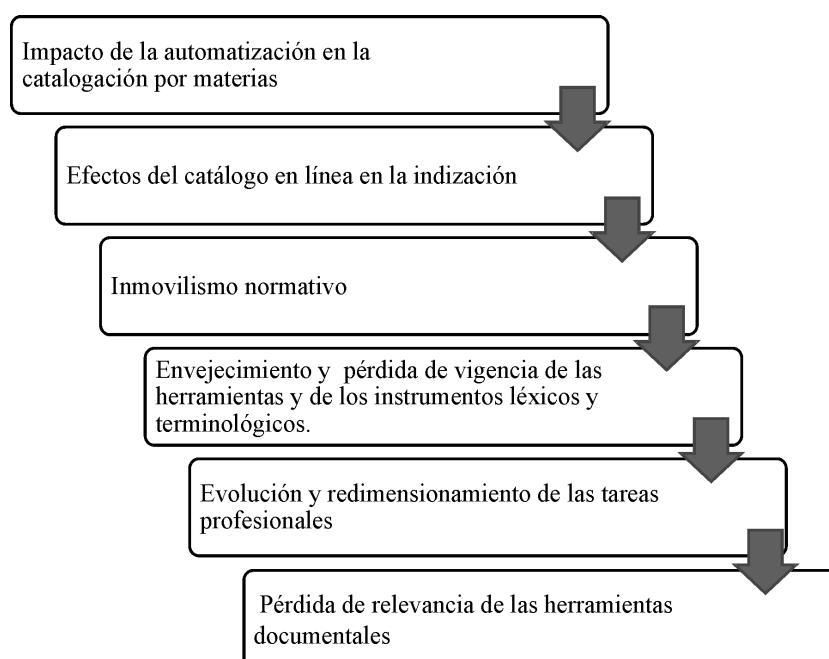 Impacto de la automatización en la
catalogación por materias
Efectos del catálogo en línea en la indización
Inmovilismo normativo
Envejecimiento y pérdida de vigencia de las
herramientas y de los instrumentos léxicos y
terminológicos.
Evolución y redimensionamiento de las tareas
profesionales
Pérdida de relevancia de las herramientas
documentales